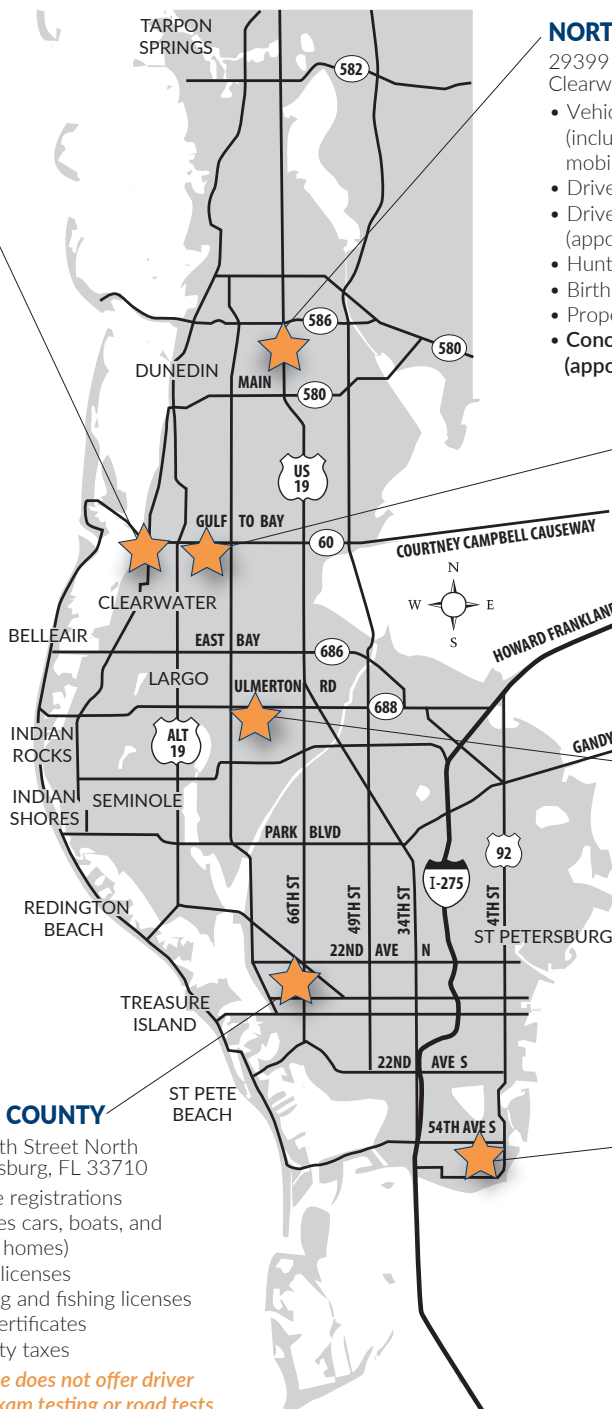 TARPON
SPRINGS
582
NORT
29399
Clearw
• Vehic
(inclu
mobi
• Drive
• Drive
(appo
• Hunt
• Birth
• Prope
• Conc
(appo
586
580
DUNEDIN
MAIN
580
US
19
GULF TO BAY
60
COURTNEY CAMPBELL CAUSEWAY
N
W E
S
CLEARWATER
HOWARD FRANKLAND
BELLEAIR
EAST BAY
686
LARGO
ULMERTON RD
688
INDIAN
ROCKS
ALT
19
GANDY
INDIAN
SHORES
SEMINOLE
PARK BLVD
92
I-275
66TH ST
49TH ST
34TH ST
4TH ST
REDINGTON
BEACH
ST PETERSBURG
22ND AVE N
TREASURE
ISLAND
22ND AVE S
ST PETE
BEACH
54TH AVE S
COUNTY
th Street North
sburg, FL 33710
e registrations
es cars, boats, and
homes)
licenses
g and fishing licenses
ertificates
ty taxes
e does not offer driver
xam testing or road tests